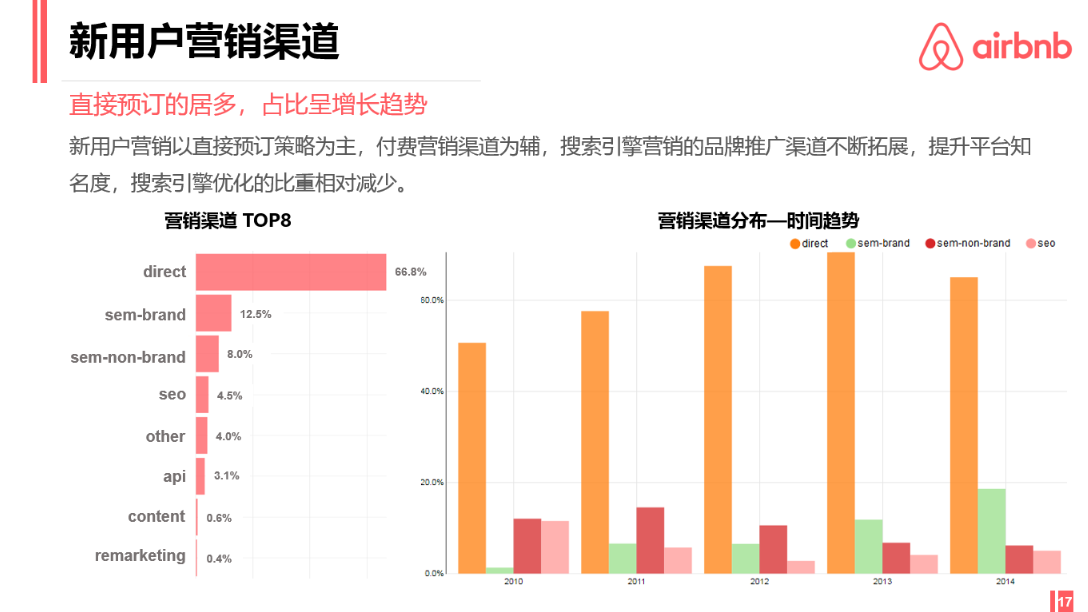 新用户营销渠道
airbnb
直接预订的居多，占比呈增长趋势
新用户营销以直接预订策略为主，付费营销渠道为辅，搜索引擎营销的品牌推广渠道不断拓展，提升平台知
名度，搜索引擎优化的比重相对减少。
营销渠道 TOP8
direct 66.8%
sem-brand 12.5%
sem-non-brand 8.0%
seo 4.5%
other 4.0%
api 3.1%
content 0.6%
remarketing 0.4%
营销渠道分布—时间趋势
direct sem-brand sem-non-brand seo
60.0%
40.0%
20.0%
0.0%
2010 2011 2012 2013 2014
17